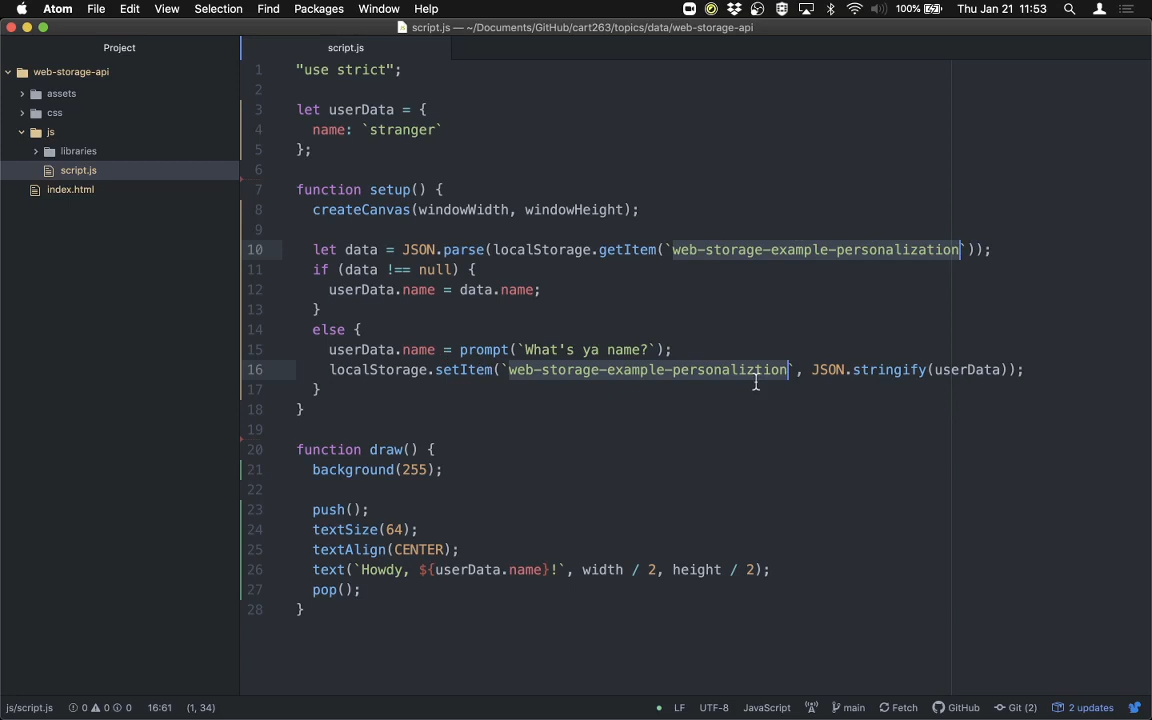 Atom File Edit View Selection Find Packages Window Help 100% Thu Jan 21 11:53
script.js — ~/Documents/GitHub/cart263/topics/data/web-storage-api
Project
script.js
web-storage-api
assets
css
js
libraries
script.js
index.html
1 "use strict";
2
3 let userData = {
4 name: `stranger`
5 };
6
7 function setup() {
8 createCanvas(windowWidth, windowHeight);
9
10 let data = JSON.parse(localStorage.getItem(`web-storage-example-personalization`));
11 if (data !== null) {
12 userData.name = data.name;
13 }
14 else {
15 userData.name = prompt(`What's ya name?`);
16 localStorage.setItem(`web-storage-example-personaliztion`, JSON.stringify(userData));
17 }
18 }
19
20 function draw() {
21 background(255);
22
23 push();
24 textSize(64);
25 textAlign(CENTER);
26 text(`Howdy, ${userData.name}!`, width / 2, height / 2);
27 pop();
28 }
js/script.js 0 0 0 16:61 (1, 34) LF UTF-8 JavaScript main Fetch GitHub Git (2) 2 updates